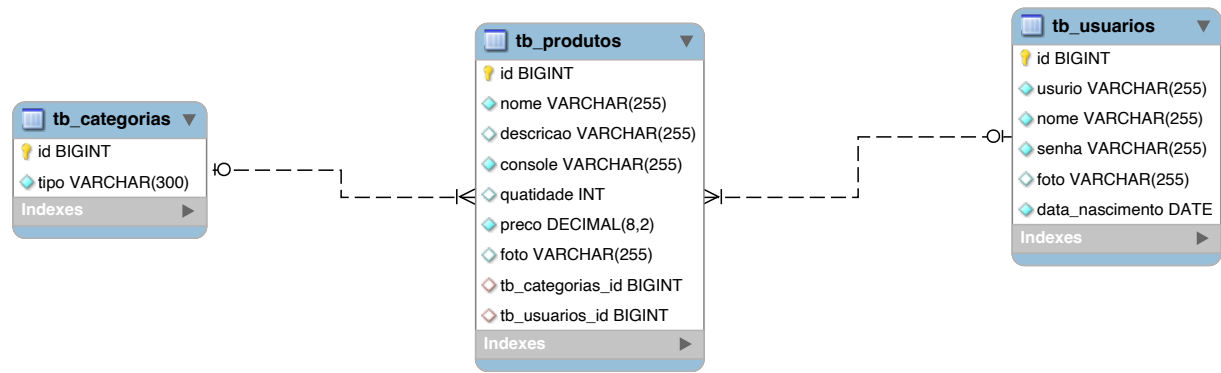 tb_categorias
id BIGINT
tipo VARCHAR(300)
Indexes
tb_produtos
id BIGINT
nome VARCHAR(255)
descricao VARCHAR(255)
console VARCHAR(255)
quatidade INT
preco DECIMAL(8,2)
foto VARCHAR(255)
tb_categorias_id BIGINT
tb_usuarios_id BIGINT
Indexes
tb_usuarios
id BIGINT
usurio VARCHAR(255)
nome VARCHAR(255)
senha VARCHAR(255)
foto VARCHAR(255)
data_nascimento DATE
Indexes